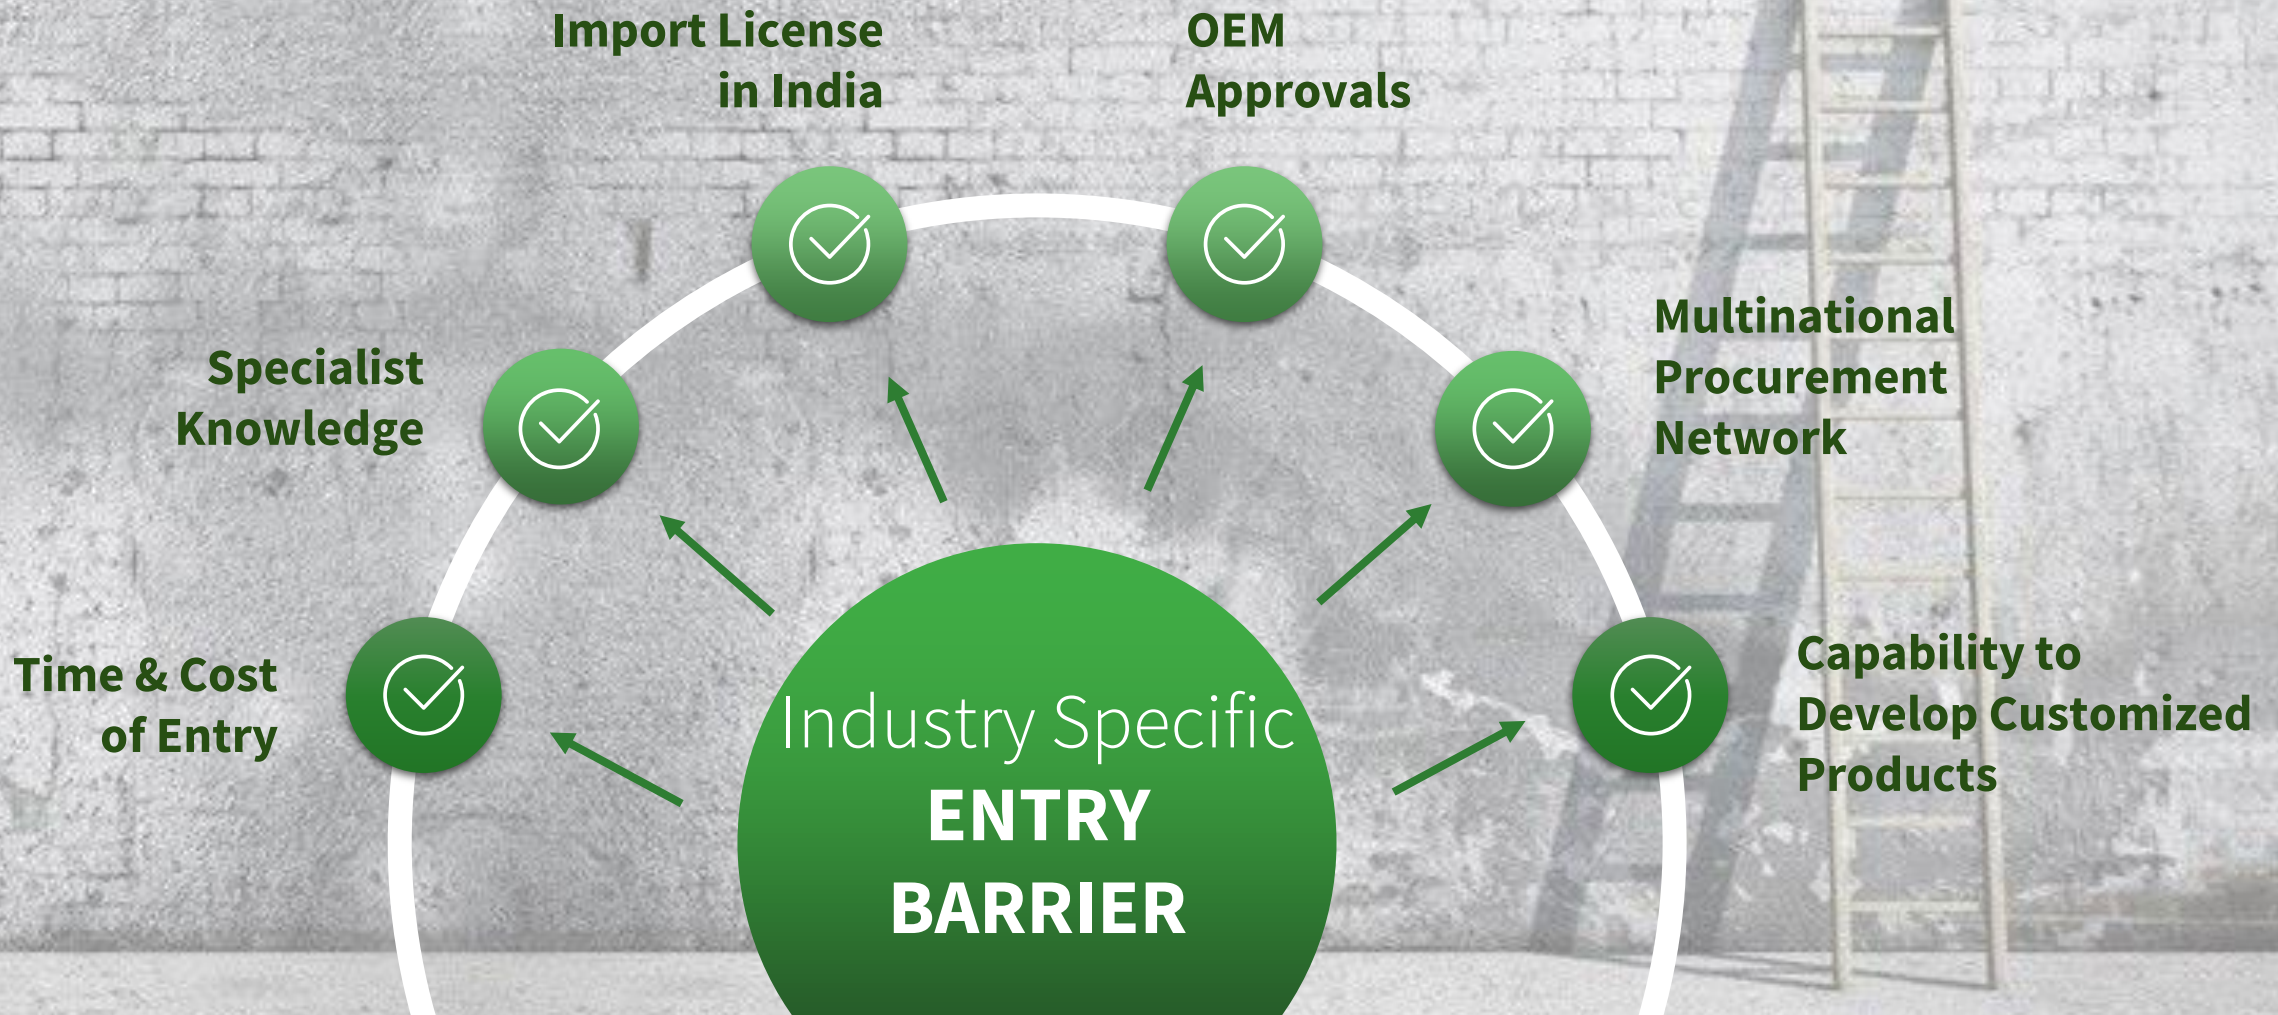 Import License
in India
OEM
Approvals
Specialist
Knowledge
Multinational
Procurement
Network
Time & Cost
of Entry
Capability to
Develop Customized
Products
Industry Specific
ENTRY
BARRIER